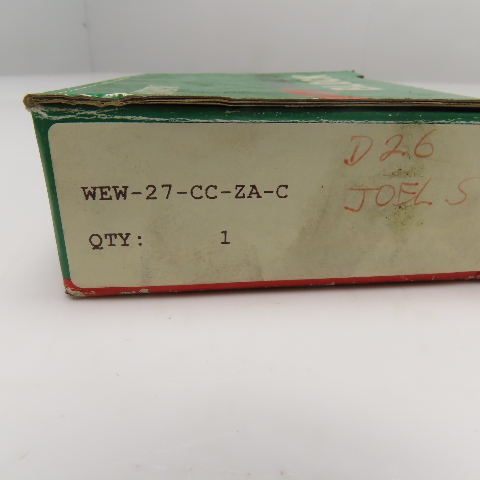 D26
WEW-27-CC-ZA-C
JOEL S
QTY: 1